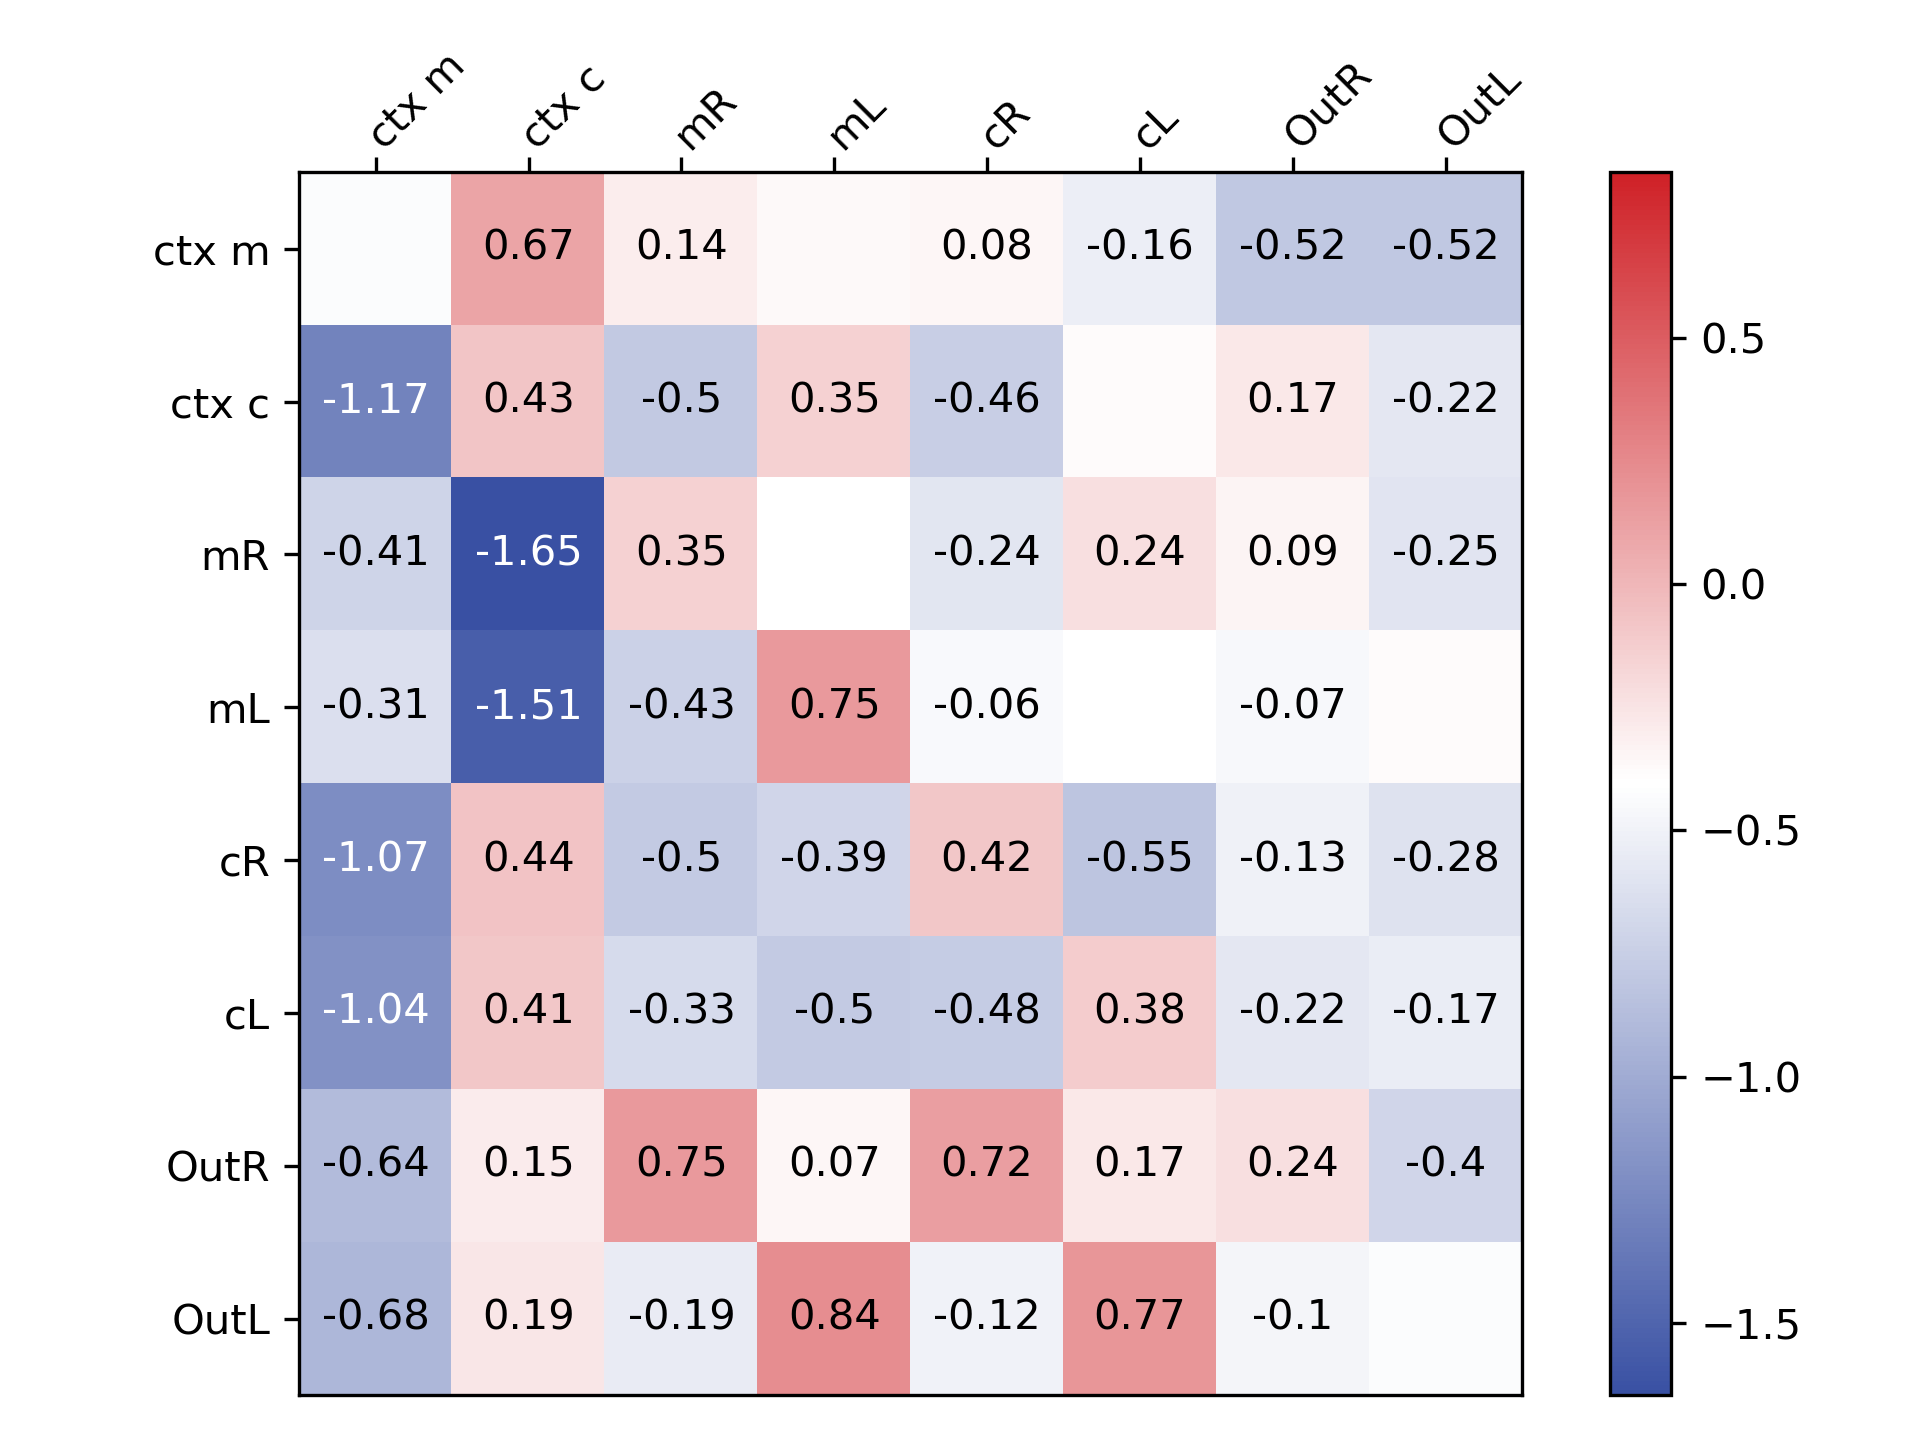 ctx m ctx c mR mL cR cL OutR OutL
ctx m 0.67 0.14 0.08 -0.16 -0.52 -0.52
ctx c -1.17 0.43 -0.5 0.35 -0.46 0.17 -0.22
mR -0.41 -1.65 0.35 -0.24 0.24 0.09 -0.25
mL -0.31 -1.51 -0.43 0.75 -0.06 -0.07
cR -1.07 0.44 -0.5 -0.39 0.42 -0.55 -0.13 -0.28
cL -1.04 0.41 -0.33 -0.5 -0.48 0.38 -0.22 -0.17
OutR -0.64 0.15 0.75 0.07 0.72 0.17 0.24 -0.4
OutL -0.68 0.19 -0.19 0.84 -0.12 0.77 -0.1
0.5
0.0
−0.5
−1.0
−1.5